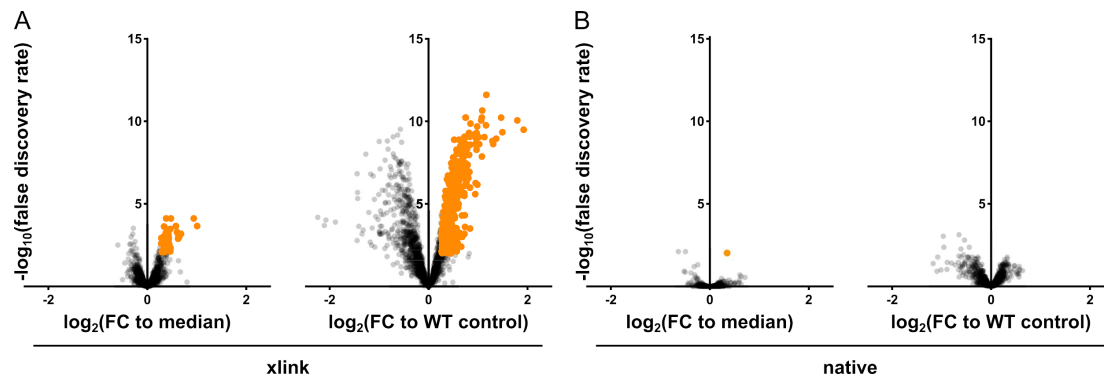 A
B
-log10(false discovery rate)
15
10
5
-2
0
2
log2(FC to median)
15
10
5
-2
0
2
log2(FC to WT control)
xlink
-log10(false discovery rate)
15
10
5
-2
0
2
log2(FC to median)
15
10
5
-2
0
2
log2(FC to WT control)
native